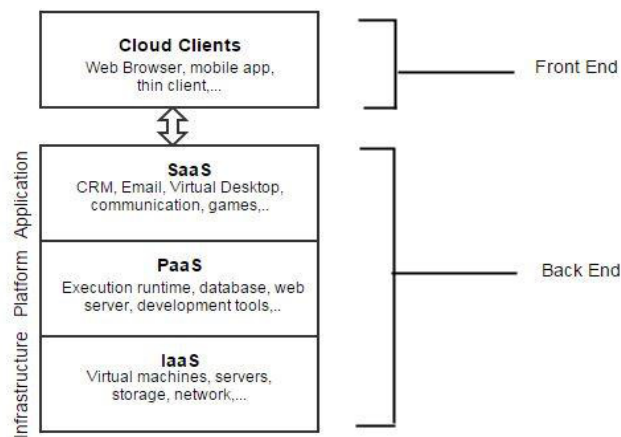 Cloud Clients
Web Browser, mobile app,
thin client,...
Front End
Application
SaaS
CRM, Email, Virtual Desktop,
communication, games,..
Platform
PaaS
Execution runtime, database, web
server, development tools,..
Back End
Infrastructure
IaaS
Virtual machines, servers,
storage, network,...